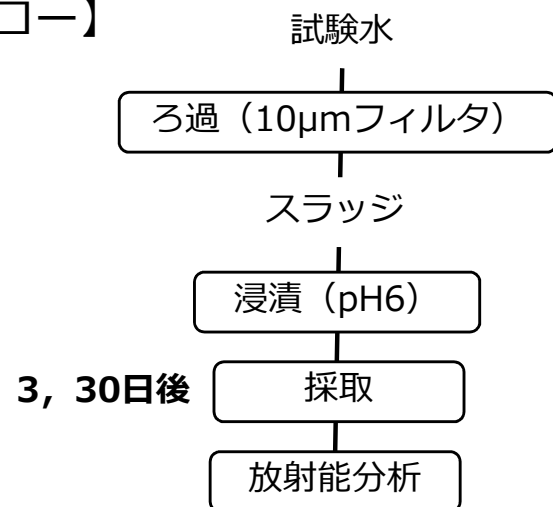 ロー】
試験水
ろ過（10μmフィルタ）
スラッジ
浸漬（pH6）
3，30日後
採取
放射能分析